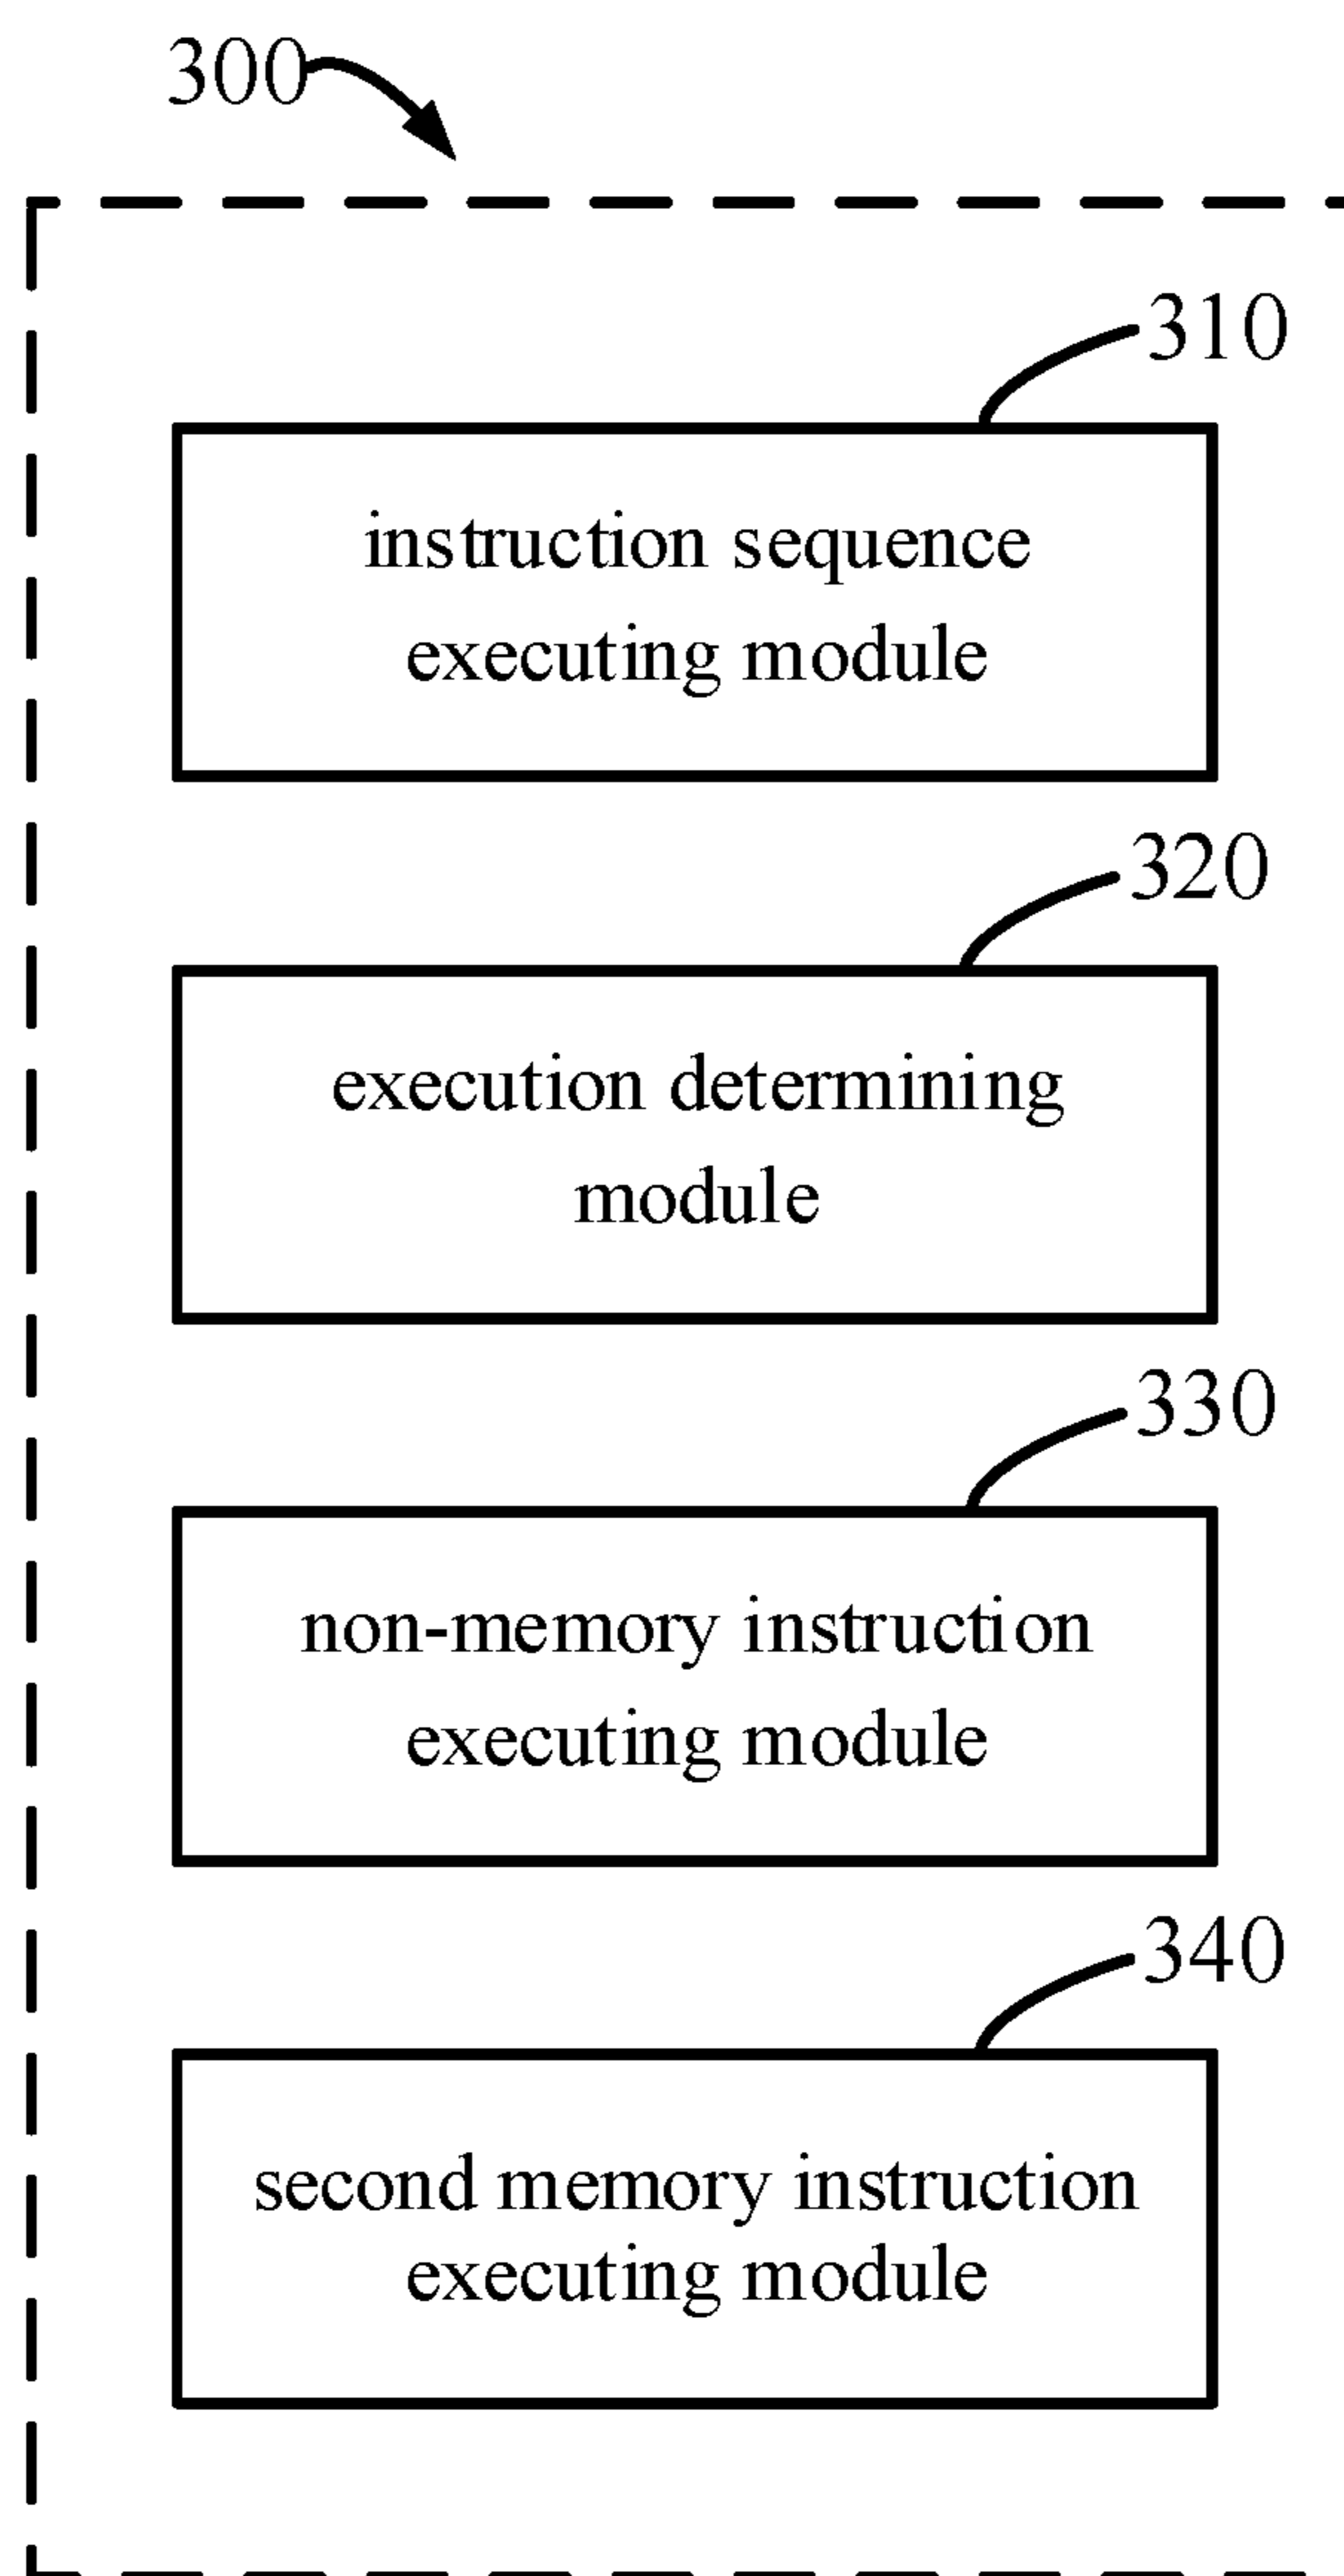 300
310
instruction sequence
executing module
320
execution determining
module
330
non-memory instruction
executing module
340
second memory instruction
executing module